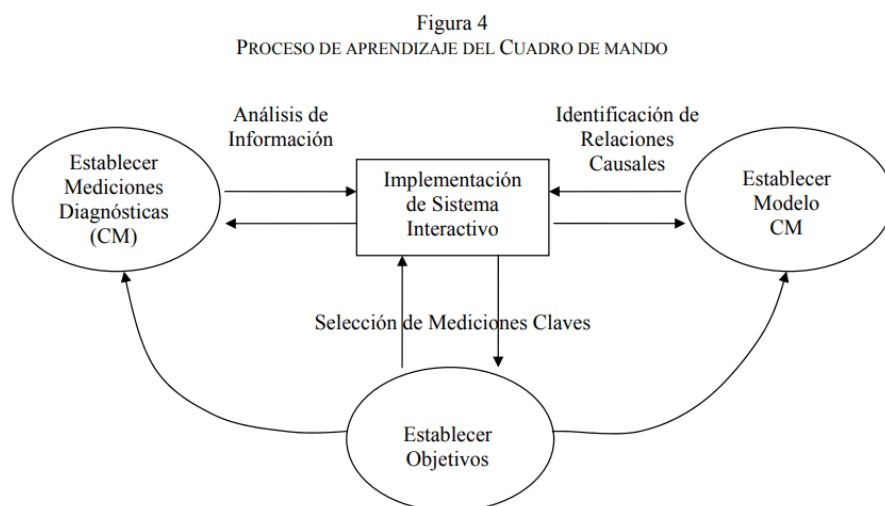 Figura 4
PROCESO DE APRENDIZAJE DEL CUADRO DE MANDO
Análisis de
Información
Identificación de
Relaciones
Causales
Establecer
Mediciones
Diagnósticas
(CM)
Implementación
de Sistema
Interactivo
Establecer
Modelo
CM
Selección de Mediciones Claves
Establecer
Objetivos